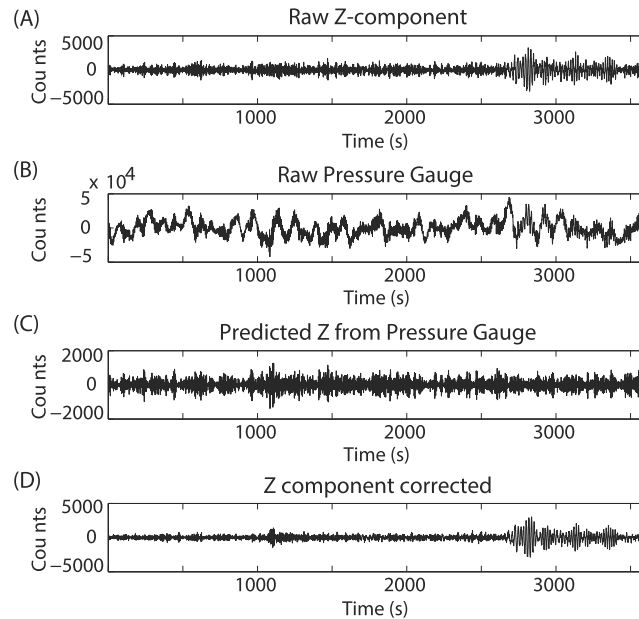 (A)
Raw Z-component
Cou nts
5000
0
−5000
1000 2000 3000
Time (s)
(B)
Raw Pressure Gauge
x 10⁴
Cou nts
5
0
−5
1000 2000 3000
Time (s)
(C)
Predicted Z from Pressure Gauge
Cou nts
2000
0
−2000
1000 2000 3000
Time (s)
(D)
Z component corrected
Cou nts
5000
0
−5000
1000 2000 3000
Time (s)